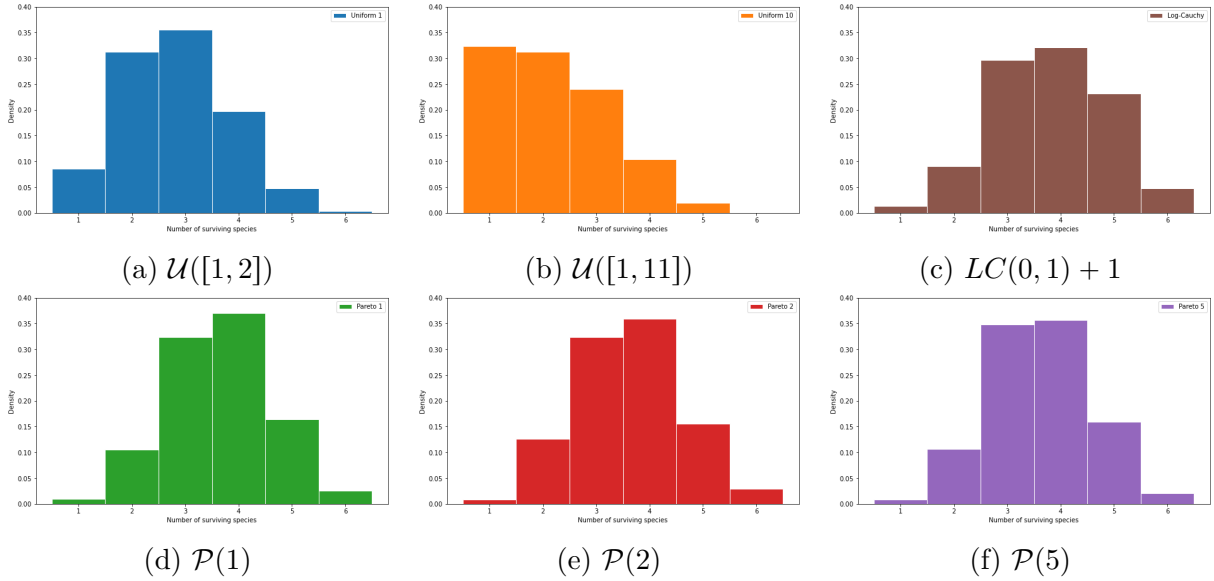 0.40
0.35
0.30
0.25
0.20
0.15
0.10
0.05
0.00
Density
1 2 3 4 5 6
Number of surviving species
Uniform 1
(a) 𝒰([1, 2])
0.40
0.35
0.30
0.25
0.20
0.15
0.10
0.05
0.00
Density
1 2 3 4 5 6
Number of surviving species
Uniform 10
(b) 𝒰([1, 11])
0.40
0.35
0.30
0.25
0.20
0.15
0.10
0.05
0.00
Density
1 2 3 4 5 6
Number of surviving species
Log-Cauchy
(c) LC(0, 1) + 1
0.40
0.35
0.30
0.25
0.20
0.15
0.10
0.05
0.00
Density
1 2 3 4 5 6
Number of surviving species
Pareto 1
(d) 𝒫(1)
0.40
0.35
0.30
0.25
0.20
0.15
0.10
0.05
0.00
Density
1 2 3 4 5 6
Number of surviving species
Pareto 2
(e) 𝒫(2)
0.40
0.35
0.30
0.25
0.20
0.15
0.10
0.05
0.00
Density
1 2 3 4 5 6
Number of surviving species
Pareto 5
(f) 𝒫(5)